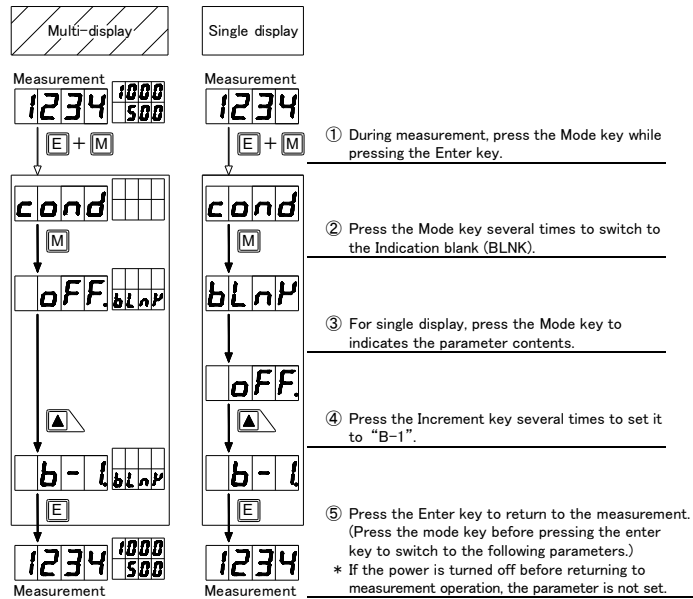 Multi-display
Single display
Measurement
1234 1000
500
E + M
cond
M
oFF. bLnK
▲
b-1. bLnK
E
1234 1000
500
Measurement
Measurement
1234
E + M
cond
M
bLnK
oFF.
▲
b-1.
E
1234
Measurement
① During measurement, press the Mode key while
pressing the Enter key.
② Press the Mode key several times to switch to
the Indication blank (BLNK).
③ For single display, press the Mode key to
indicates the parameter contents.
④ Press the Increment key several times to set it
to “B-1”.
⑤ Press the Enter key to return to the measurement.
(Press the mode key before pressing the enter
key to switch to the following parameters.)
* If the power is turned off before returning to
measurement operation, the parameter is not set.